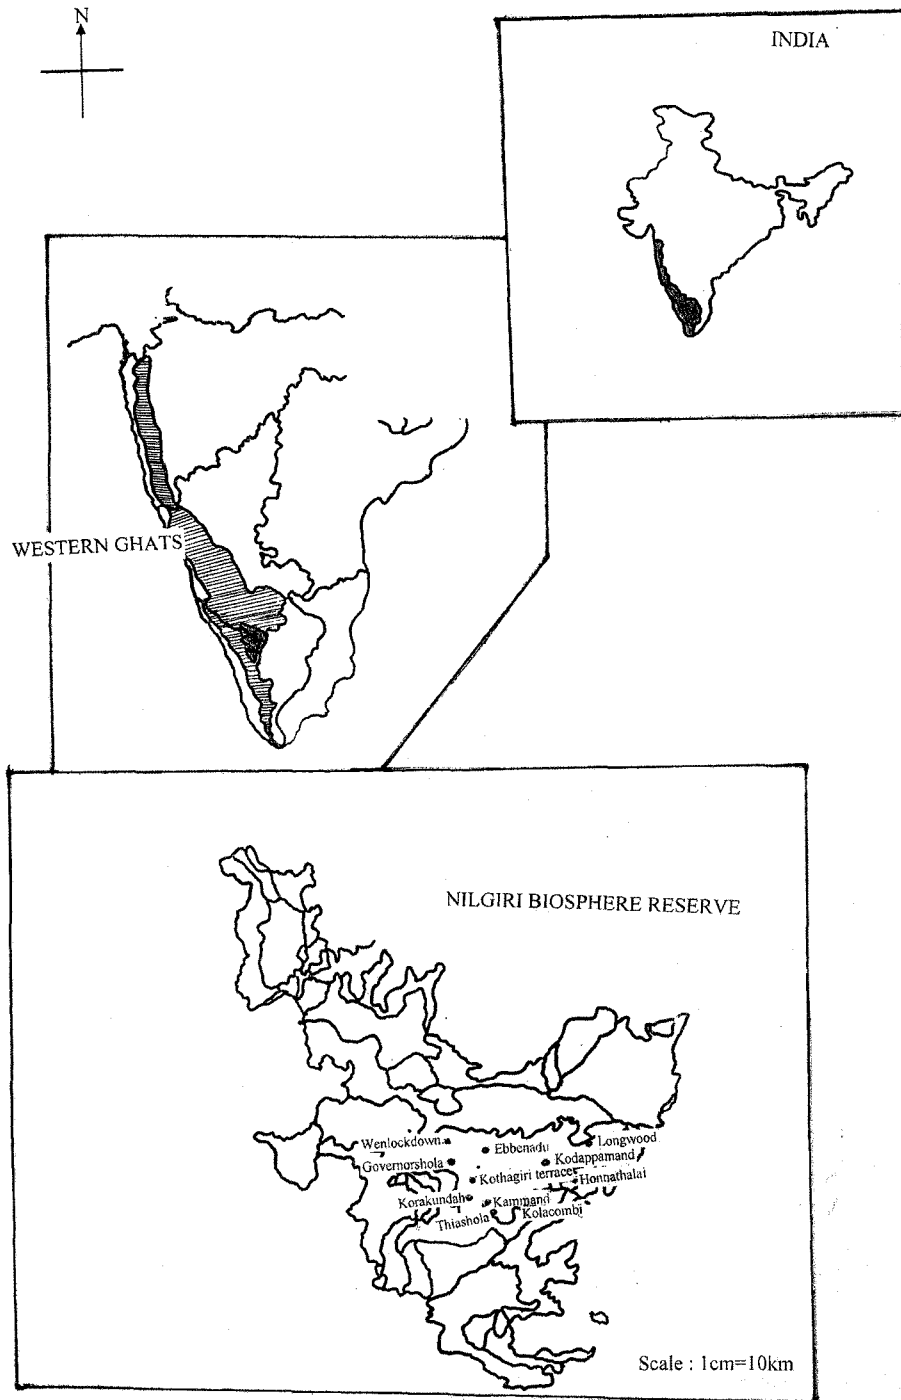 N
INDIA
WESTERN GHATS
NILGIRI BIOSPHERE RESERVE
Wenlockdown
Ebbenadu
Longwood
Governorshola
Kodappamand
Kothagiri terrace
Honnathalai
Korakundah
Kammand
Thiashola
Kolacombi
Scale : 1cm=10km